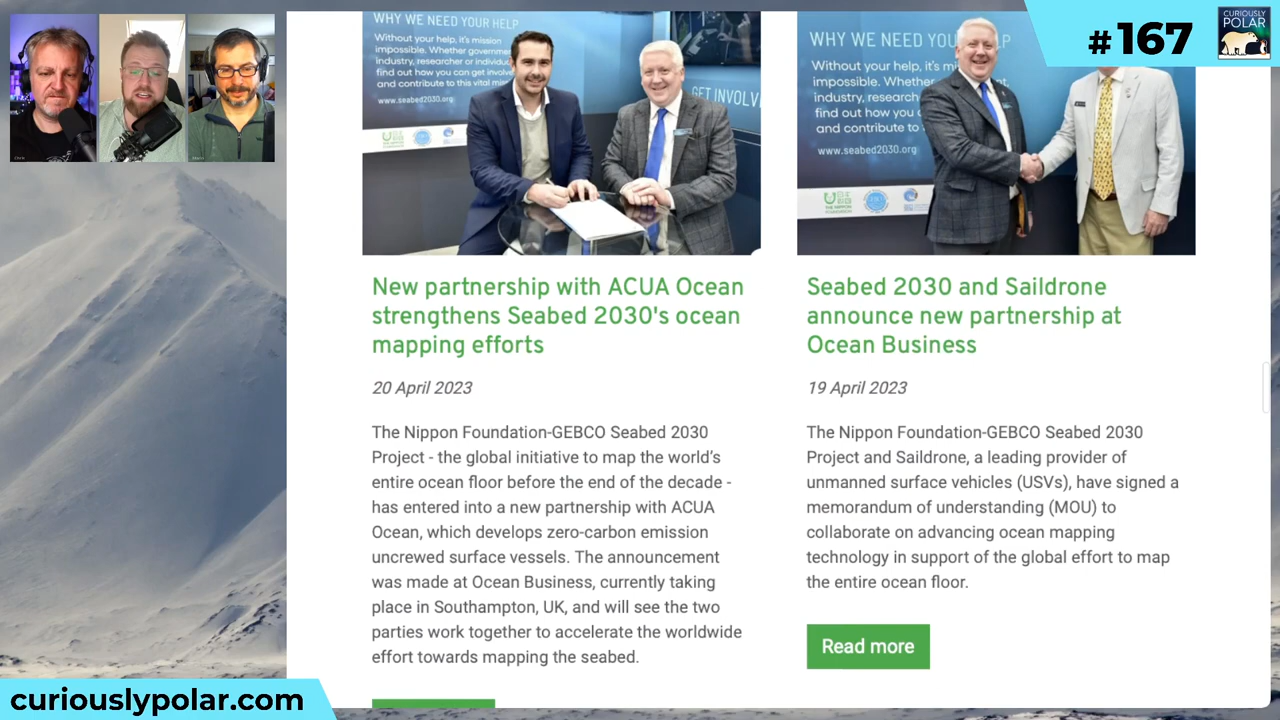 #167
CURIOUSLY
POLAR
WHY WE NEED YOUR HELP
Without your help, it's mission
impossible. Whether governme
industry, researcher or individu
find out how you can get involve
contribute to this vital mi
www.seabed2030.org
GET INVOLV
WHY WE NEED YOU HELP
Without your help, it's mi
impossible. Whether
industry, research
find out how you c
and contribute to
www.seabed2030.org
THE NIPPON
FOUNDATION
New partnership with ACUA Ocean
strengthens Seabed 2030's ocean
mapping efforts
20 April 2023
The Nippon Foundation-GEBCO Seabed 2030
Project - the global initiative to map the world's
entire ocean floor before the end of the decade -
has entered into a new partnership with ACUA
Ocean, which develops zero-carbon emission
uncrewed surface vessels. The announcement
was made at Ocean Business, currently taking
place in Southampton, UK, and will see the two
parties work together to accelerate the worldwide
effort towards mapping the seabed.
Seabed 2030 and Saildrone
announce new partnership at
Ocean Business
19 April 2023
The Nippon Foundation-GEBCO Seabed 2030
Project and Saildrone, a leading provider of
unmanned surface vehicles (USVs), have signed a
memorandum of understanding (MOU) to
collaborate on advancing ocean mapping
technology in support of the global effort to map
the entire ocean floor.
Read more
curiouslypolar.com